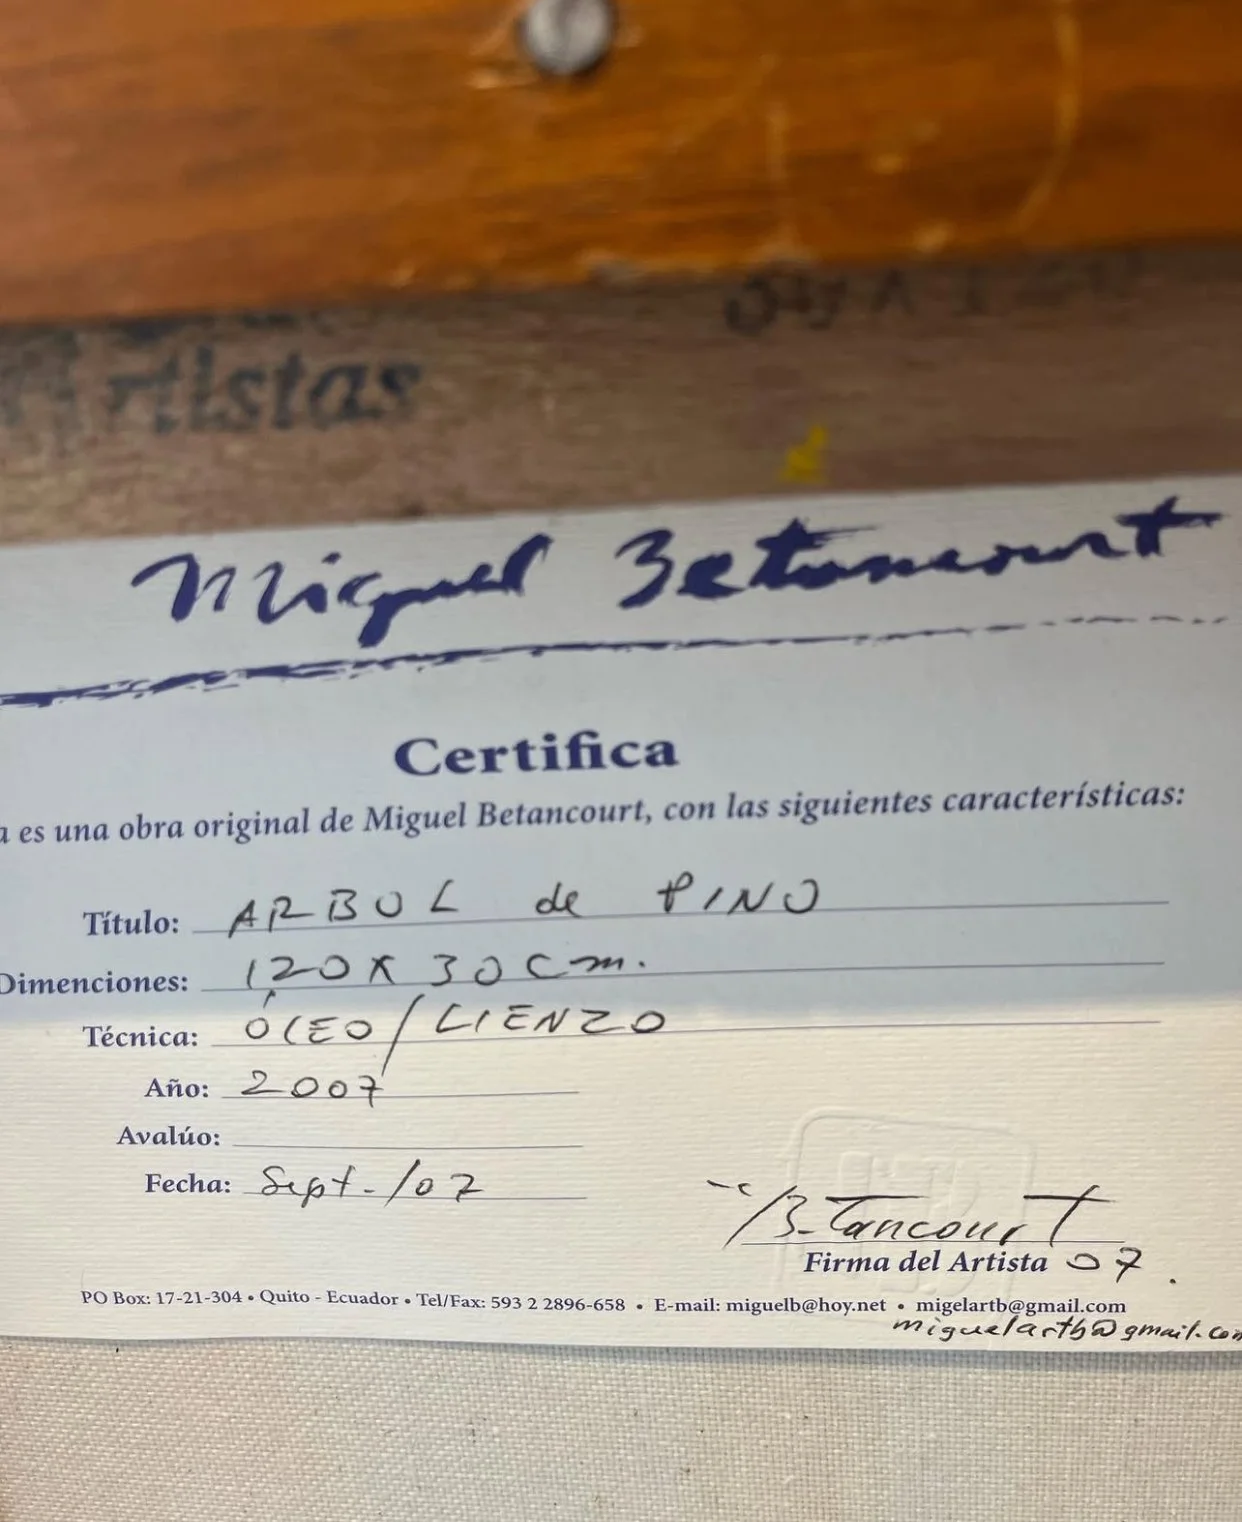 Artistas
Miguel Betancourt
Certifica
a es una obra original de Miguel Betancourt, con las siguientes características:
Título: ARBOL de PINO
Dimenciones: 120 x 30 cm.
Técnica: ÓLEO / LIENZO
Año: 2007
Avalúo:
Fecha: Sept. /07
Betancourt
Firma del Artista 07.
PO Box: 17-21-304 • Quito - Ecuador • Tel/Fax: 593 2 2896-658 • E-mail: miguelb@hoy.net • migelartb@gmail.com
miguelartb@gmail.com